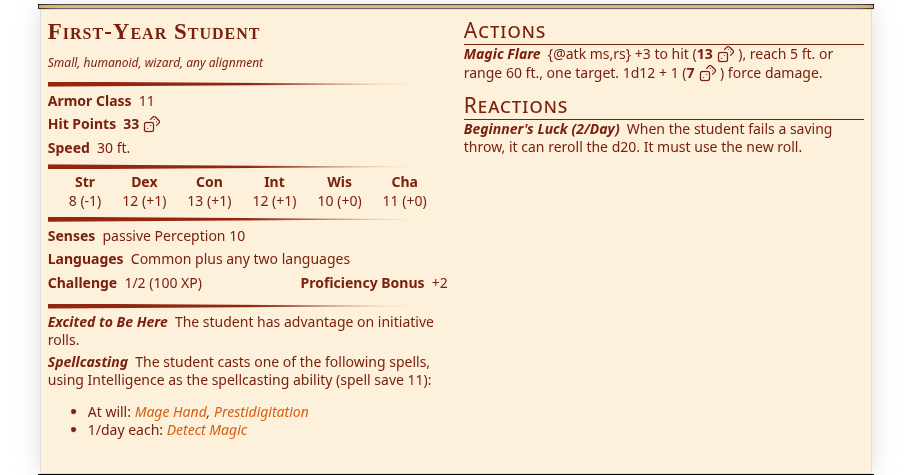 First-Year Student
Small, humanoid, wizard, any alignment
Armor Class 11
Hit Points 33
Speed 30 ft.
Str Dex Con Int Wis Cha
8 (-1) 12 (+1) 13 (+1) 12 (+1) 10 (+0) 11 (+0)
Senses passive Perception 10
Languages Common plus any two languages
Challenge 1/2 (100 XP) Proficiency Bonus +2
Excited to Be Here The student has advantage on initiative
rolls.
Spellcasting The student casts one of the following spells,
using Intelligence as the spellcasting ability (spell save 11):
• At will: Mage Hand, Prestidigitation
• 1/day each: Detect Magic
Actions
Magic Flare {@atk ms,rs} +3 to hit (13 ), reach 5 ft. or
range 60 ft., one target. 1d12 + 1 (7 ) force damage.
Reactions
Beginner's Luck (2/Day) When the student fails a saving
throw, it can reroll the d20. It must use the new roll.